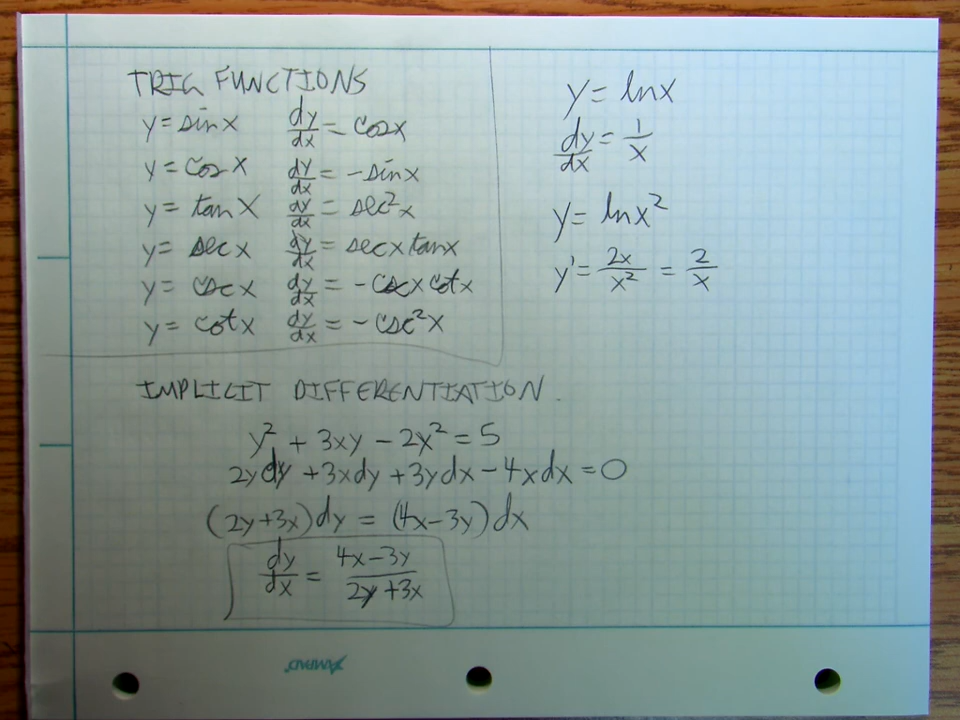 TRIG FUNCTIONS
y = sin x   dy/dx = cos x
y = cos x   dy/dx = -sin x
y = tan x   dy/dx = sec²x
y = sec x   dy/dx = sec x tan x
y = csc x   dy/dx = -csc x cot x
y = cot x   dy/dx = -csc²x
y = ln x
dy/dx = 1/x
y = ln x²
y' = 2x/x² = 2/x
IMPLICIT DIFFERENTIATION.
y² + 3xy - 2x² = 5
2y dy + 3x dy + 3y dx - 4x dx = 0
(2y+3x) dy = (4x-3y) dx
dy/dx = 4x-3y / 2y+3x
AMPAD